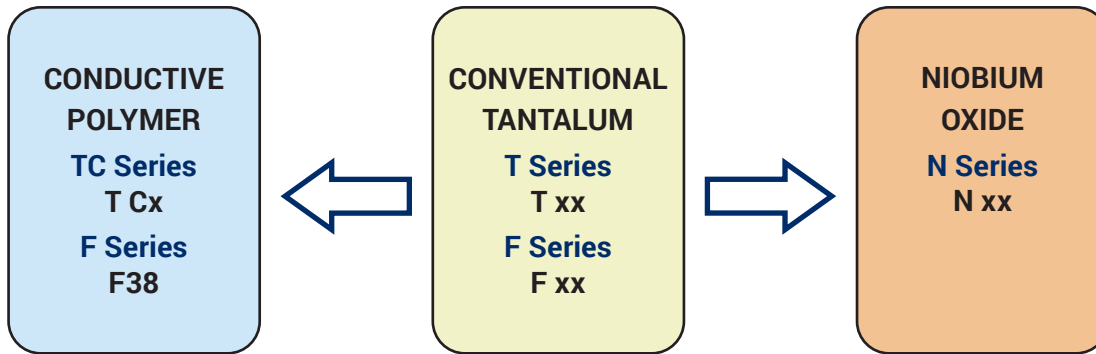 CONDUCTIVE
POLYMER
TC Series
T Cx
F Series
F38
CONVENTIONAL
TANTALUM
T Series
T xx
F Series
F xx
NIOBIUM
OXIDE
N Series
N xx